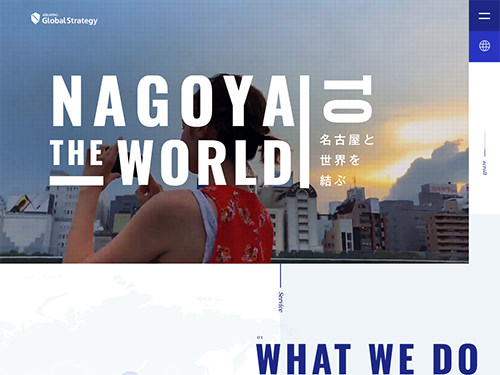 Global Strategy
NAGOYA TO
THE WORLD
名古屋と
世界を
結ぶ
scroll
Service
01
WHAT WE DO